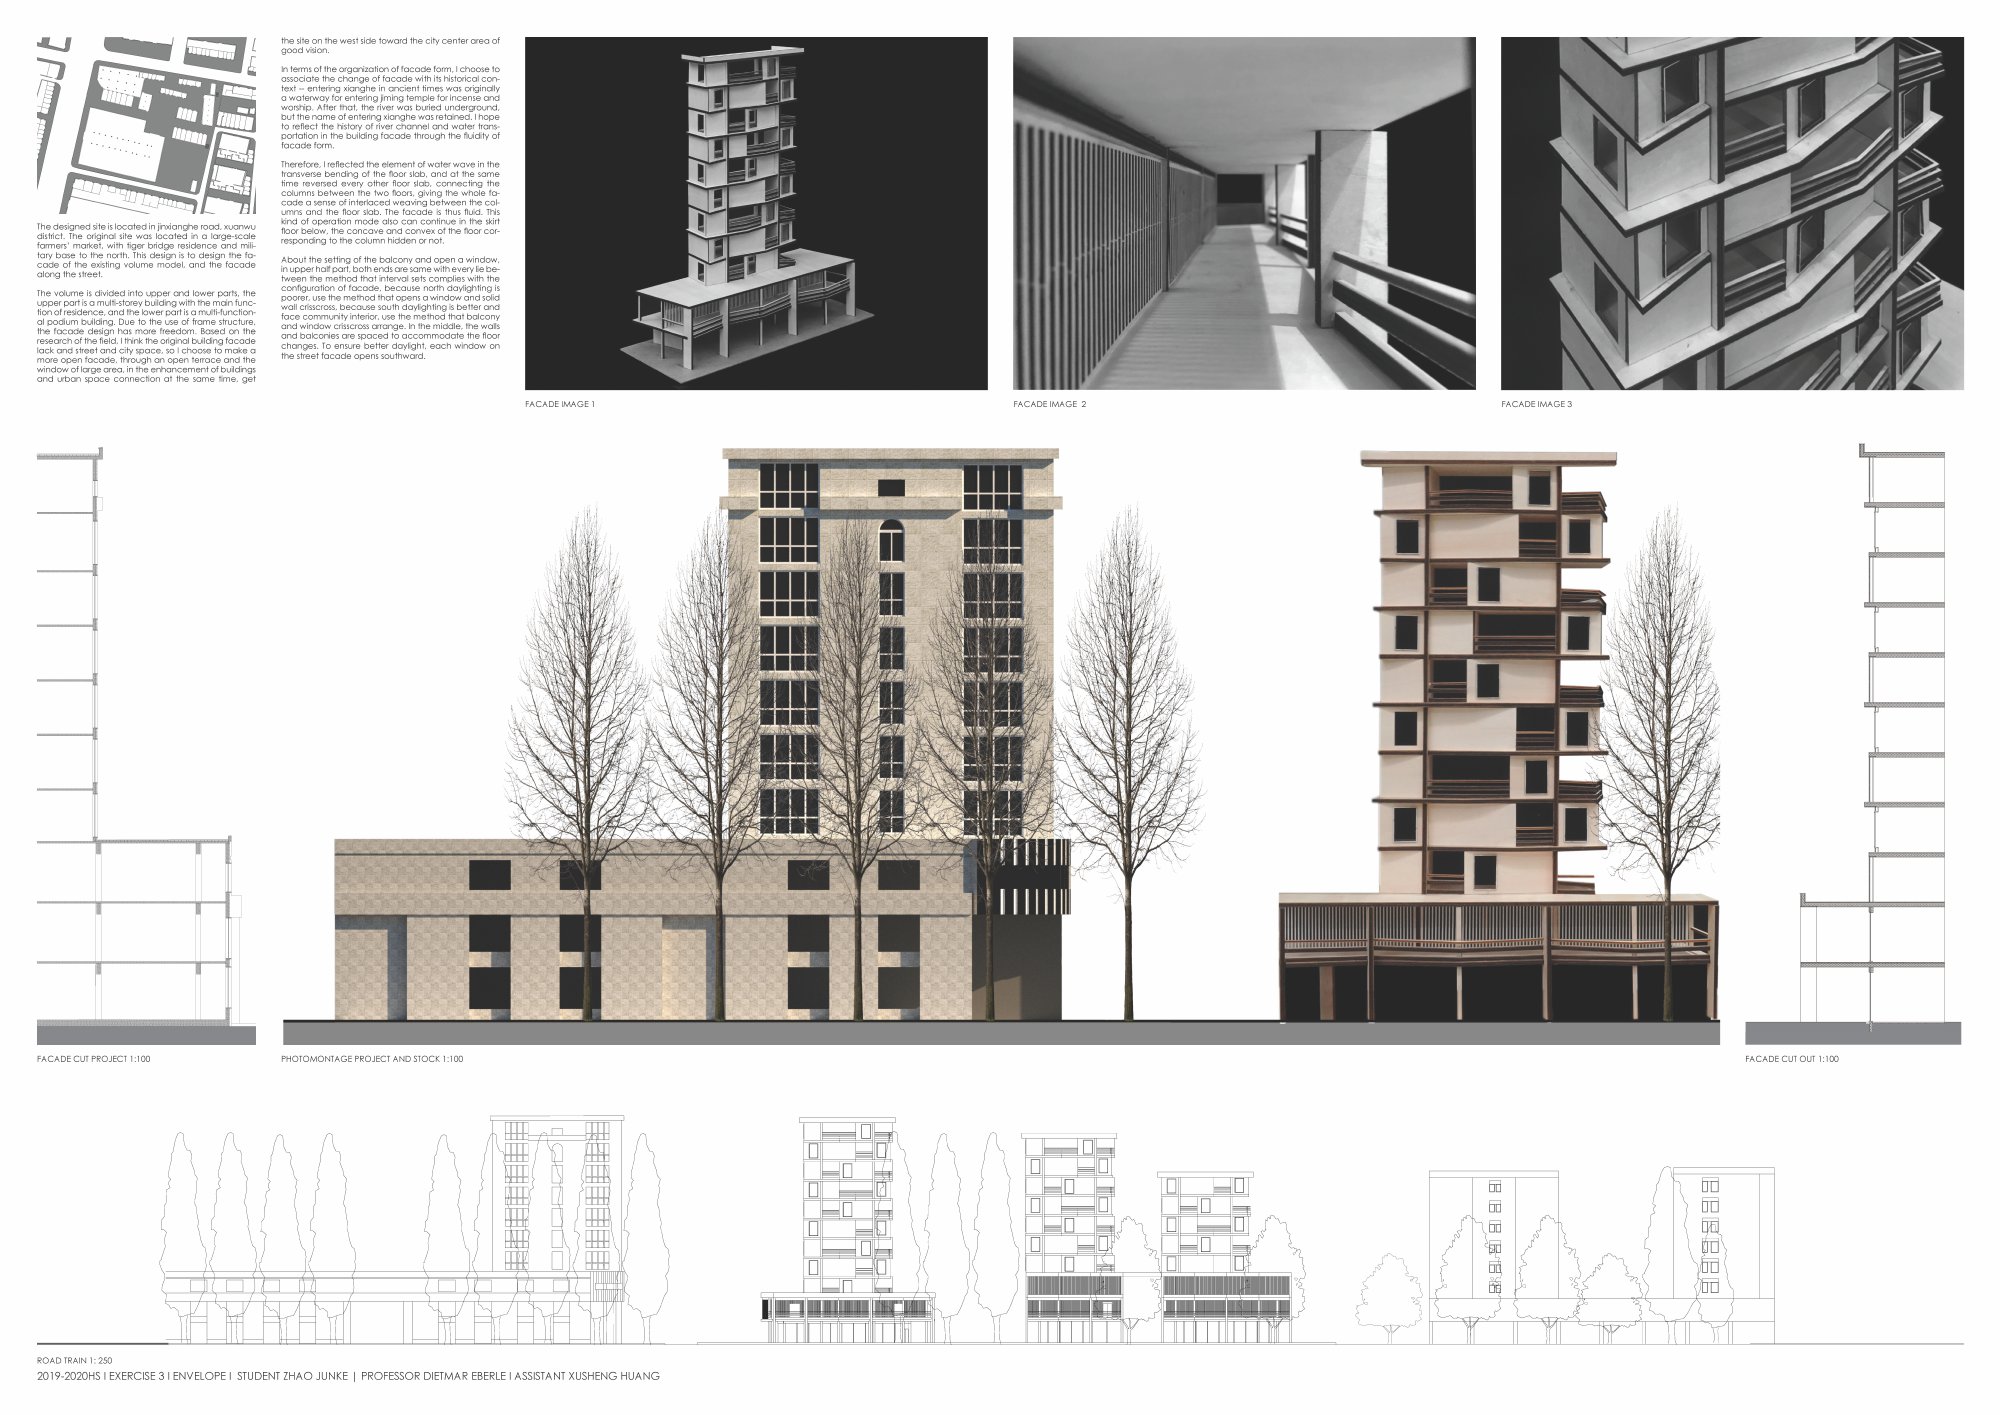 The designed site is located in jinxianghe road, xuanwu
district. The original site was located in a large-scale
farmers' market, with tiger bridge residence and mili-
tary base to the north. This design is to design the fa-
cade of the existing volume model, and the facade
along the street.
The volume is divided into upper and lower parts, the
upper part is a multi-storey building with the main func-
tion of residence, and the lower part is a multi-function-
al podium building. Due to the use of frame structure,
the facade design has more freedom. Based on the
research of the field, I think the original building facade
lack and street and city space, so I choose to make a
more open facade, through an open terrace and the
window of large area, in the enhancement of buildings
and urban space connection at the same time, get
the site on the west side toward the city center area of
good vision.
In terms of the organization of facade form, I choose to
associate the change of facade with its historical con-
text -- entering xianghe in ancient times was originally
a waterway for entering jiming temple for incense and
worship. After that, the river was buried underground,
but the name of entering xianghe was retained. I hope
to reflect the history of river channel and water trans-
portation in the building facade through the fluidity of
facade form.
Therefore, I reflected the element of water wave in the
transverse bending of the floor slab, and at the same
time reversed every other floor slab, connecting the
columns between the two floors, giving the whole fa-
cade a sense of interlaced weaving between the col-
umns and the floor slab. The facade is thus fluid. This
kind of operation mode also can continue in the skirt
floor below, the concave and convex of the floor cor-
responding to the column hidden or not.
About the setting of the balcony and open a window,
in upper half part, both ends are same with every lie be-
tween the method that interval sets complies with the
configuration of facade, because north daylighting is
poorer, use the method that opens a window and solid
wall crisscross, because south daylighting is better and
face community interior, use the method that balcony
and window crisscross arrange. In the middle, the walls
and balconies are spaced to accommodate the floor
changes. To ensure better daylight, each window on
the street facade opens southward.
FACADE IMAGE 1
FACADE IMAGE 2
FACADE IMAGE 3
FACADE CUT PROJECT 1:100
PHOTOMONTAGE PROJECT AND STOCK 1:100
FACADE CUT OUT 1:100
ROAD TRAIN 1: 250
2019-2020HS I EXERCISE 3 I ENVELOPE I STUDENT ZHAO JUNKE | PROFESSOR DIETMAR EBERLE I ASSISTANT XUSHENG HUANG